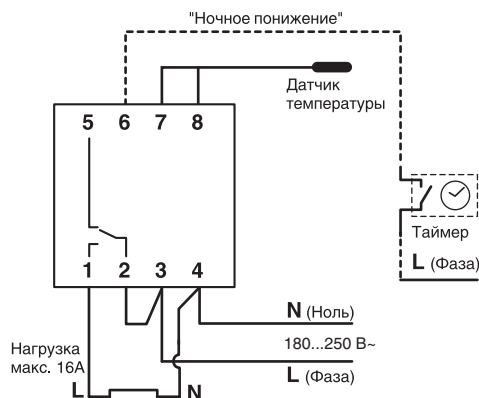 "Ночное понижение"
Датчик
температуры
5 6 7 8
Таймер
L (Фаза)
1 2 3 4
N (Ноль)
180...250 В~
L (Фаза)
Нагрузка
макс. 16А
L N